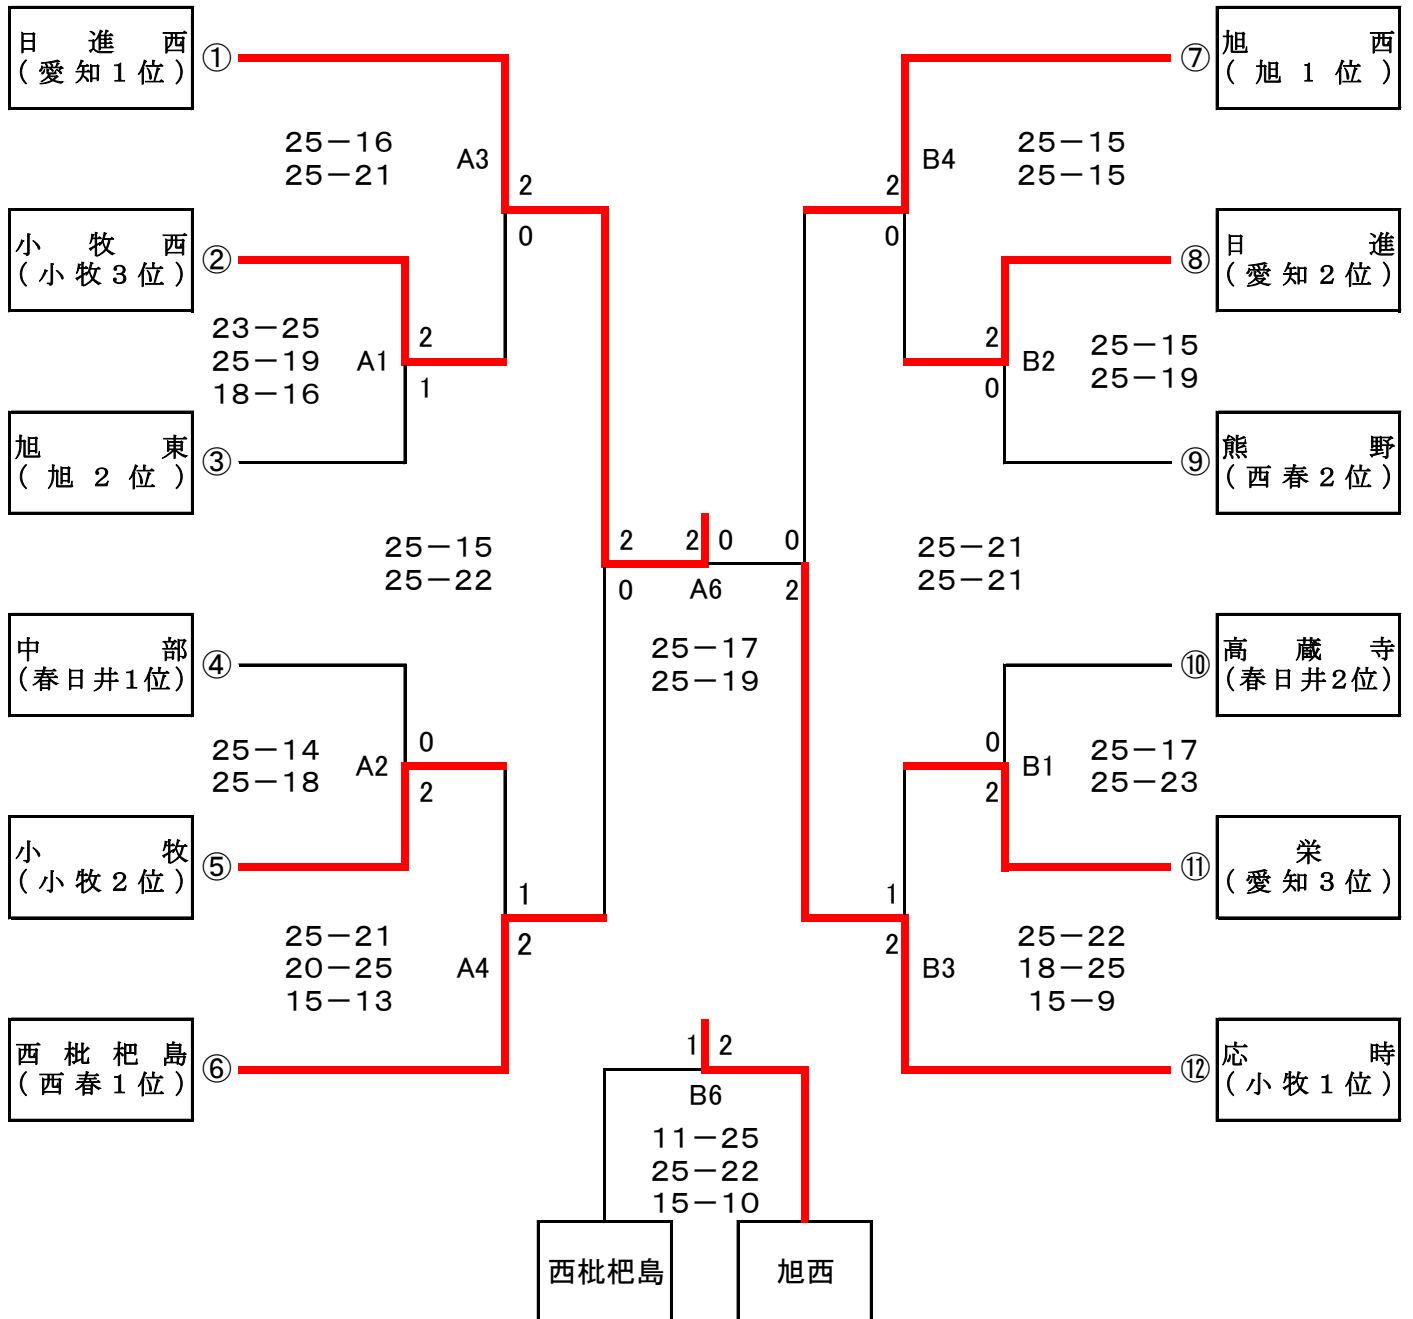 日進西
(愛知1位)
①
25-16
25-21
A3
2
0
小牧西
(小牧3位)
②
23-25
25-19
18-16
A1
2
1
旭東
(旭2位)
③
25-15
25-22
2
0
中部
(春日井1位)
④
25-14
25-18
A2
0
2
小牧
(小牧2位)
⑤
25-21
20-25
15-13
A4
1
2
西枇杷島
(西春1位)
⑥
2
0
A6
25-17
25-19
旭西
(旭1位)
⑦
B4
25-15
25-15
2
0
日進
(愛知2位)
⑧
2
0
B2
25-15
25-19
熊野
(西春2位)
⑨
0
2
25-21
25-21
高蔵寺
(春日井2位)
⑩
0
2
B1
25-17
25-23
栄
(愛知3位)
⑪
1
2
B3
25-22
18-25
15-9
応時
(小牧1位)
⑫
1
2
B6
11-25
25-22
15-10
西枇杷島
旭西